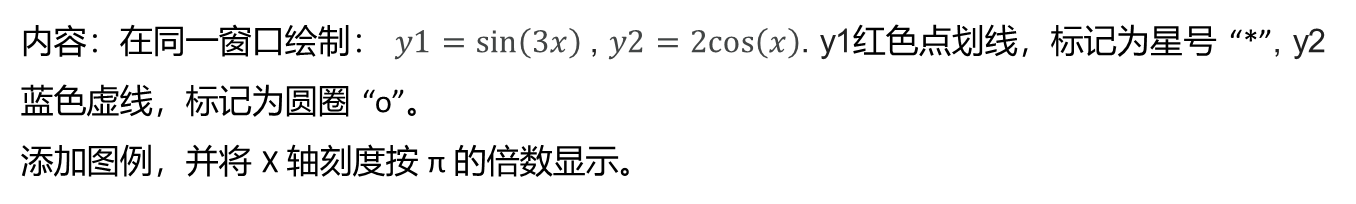 内容：在同一窗口绘制： y1 = sin(3x) , y2 = 2cos(x). y1红色点划线，标记为星号 “*”, y2
蓝色虚线，标记为圆圈 “o”。
添加图例，并将 X 轴刻度按 π 的倍数显示。